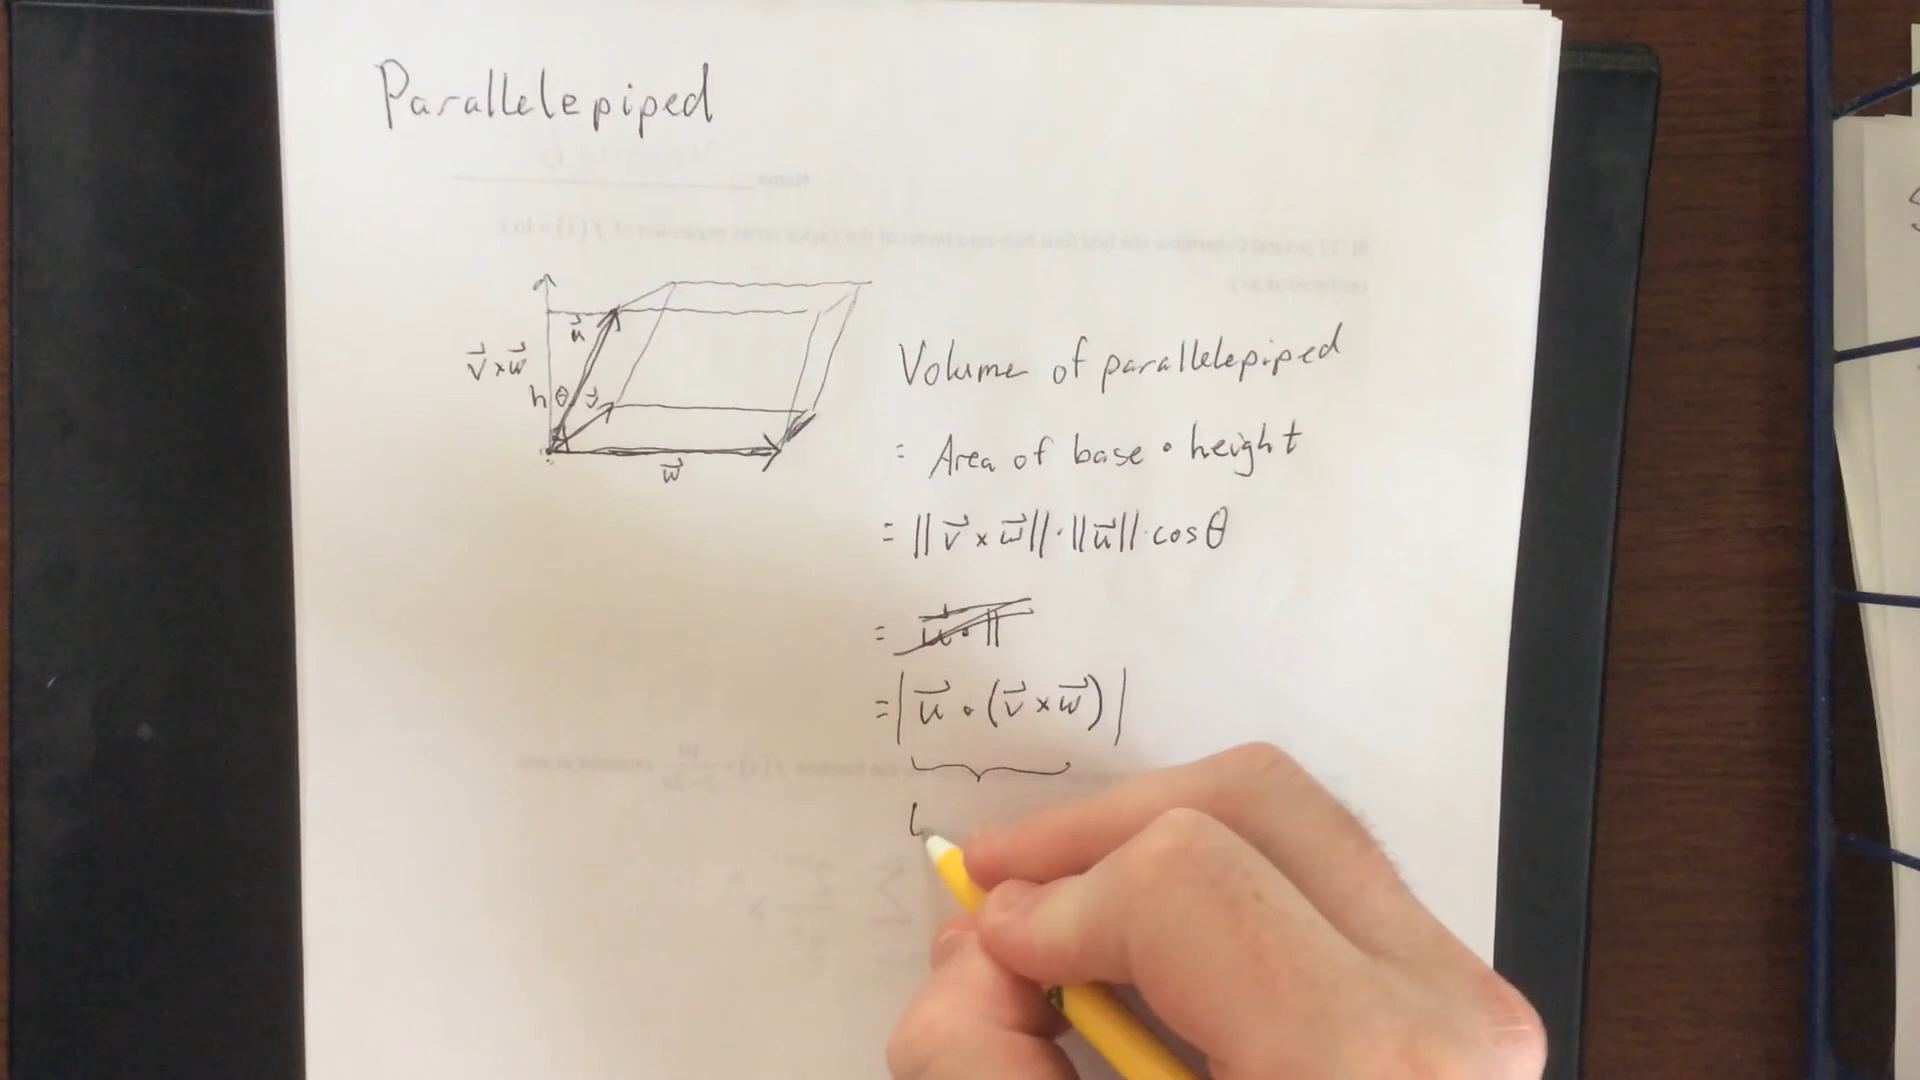 Parallelepiped
u⃗
v⃗ × w⃗
h θ v⃗
w⃗
Volume of parallelepiped
= Area of base • height
= ||v⃗ × w⃗|| · ||u⃗|| · cos θ
= u⃗ • ||
= |u⃗ • (v⃗ × w⃗)|